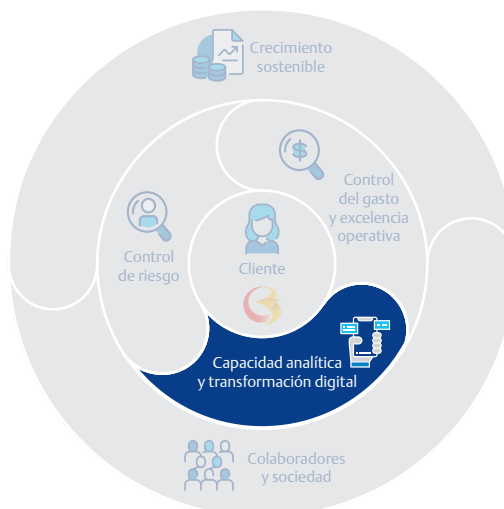 Crecimiento
sostenible
Control
del gasto
y excelencia
operativa
Control
de riesgo
Cliente
Capacidad analítica
y transformación digital
Colaboradores
y sociedad